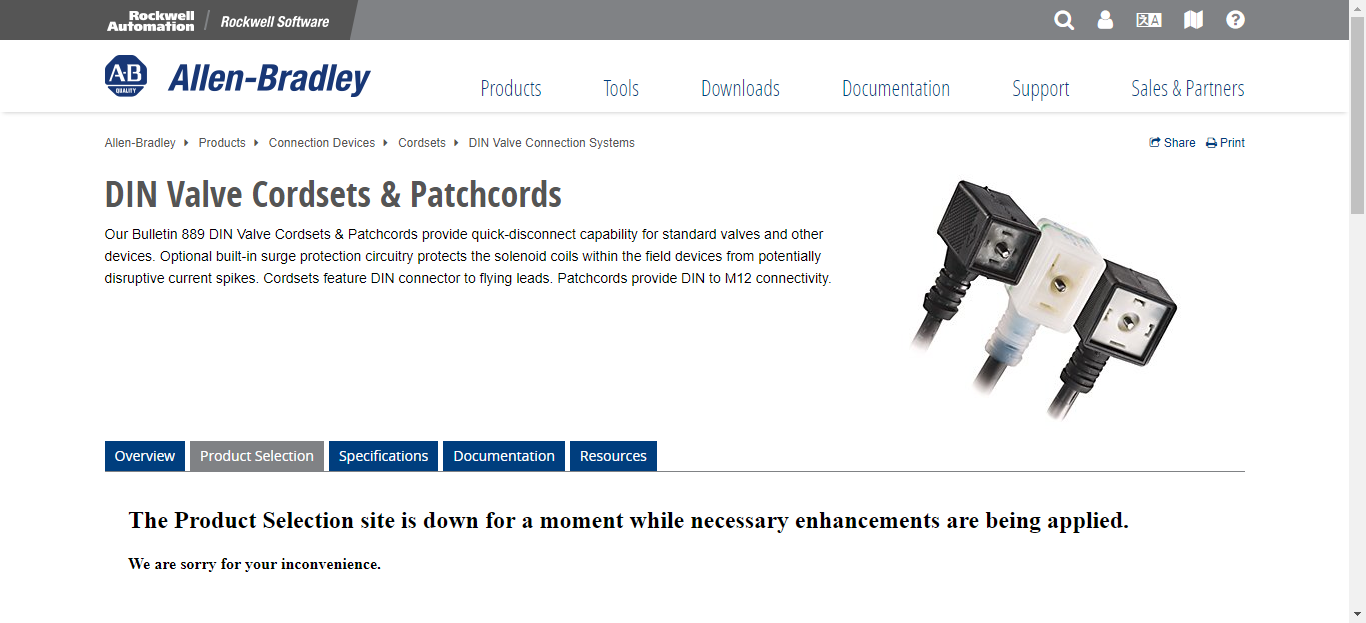 Rockwell Automation
Rockwell Software
A-B
QUALITY
Allen-Bradley
Products
Tools
Downloads
Documentation
Support
Sales & Partners
Allen-Bradley
Products
Connection Devices
Cordsets
DIN Valve Connection Systems
Share
Print
DIN Valve Cordsets & Patchcords
Our Bulletin 889 DIN Valve Cordsets & Patchcords provide quick-disconnect capability for standard valves and other
devices. Optional built-in surge protection circuitry protects the solenoid coils within the field devices from potentially
disruptive current spikes. Cordsets feature DIN connector to flying leads. Patchcords provide DIN to M12 connectivity.
Overview
Product Selection
Specifications
Documentation
Resources
The Product Selection site is down for a moment while necessary enhancements are being applied.
We are sorry for your inconvenience.